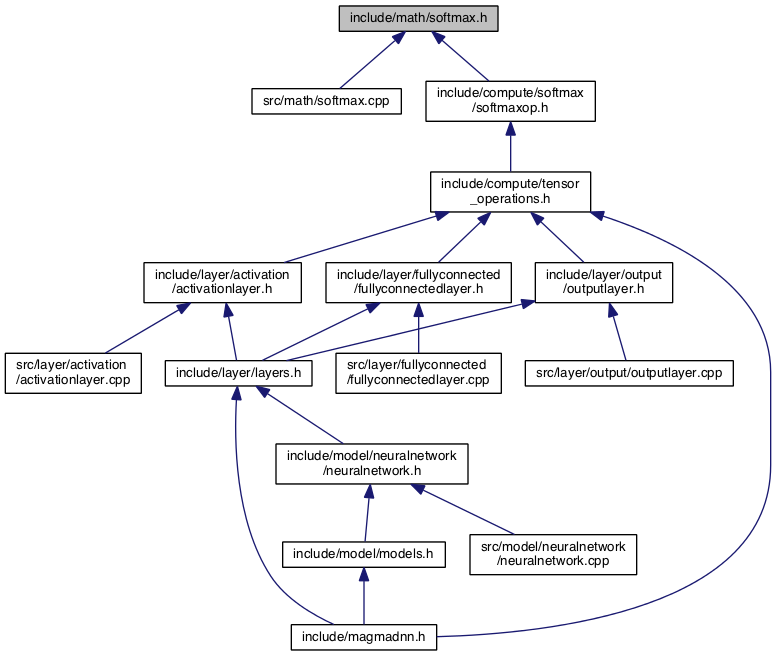 include/math/softmax.h
src/math/softmax.cpp
include/compute/softmax
/softmaxop.h
include/compute/tensor
_operations.h
include/layer/activation
/activationlayer.h
include/layer/fullyconnected
/fullyconnectedlayer.h
include/layer/output
/outputlayer.h
src/layer/activation
/activationlayer.cpp
include/layer/layers.h
src/layer/fullyconnected
/fullyconnectedlayer.cpp
src/layer/output/outputlayer.cpp
include/model/neuralnetwork
/neuralnetwork.h
include/model/models.h
src/model/neuralnetwork
/neuralnetwork.cpp
include/magmadnn.h